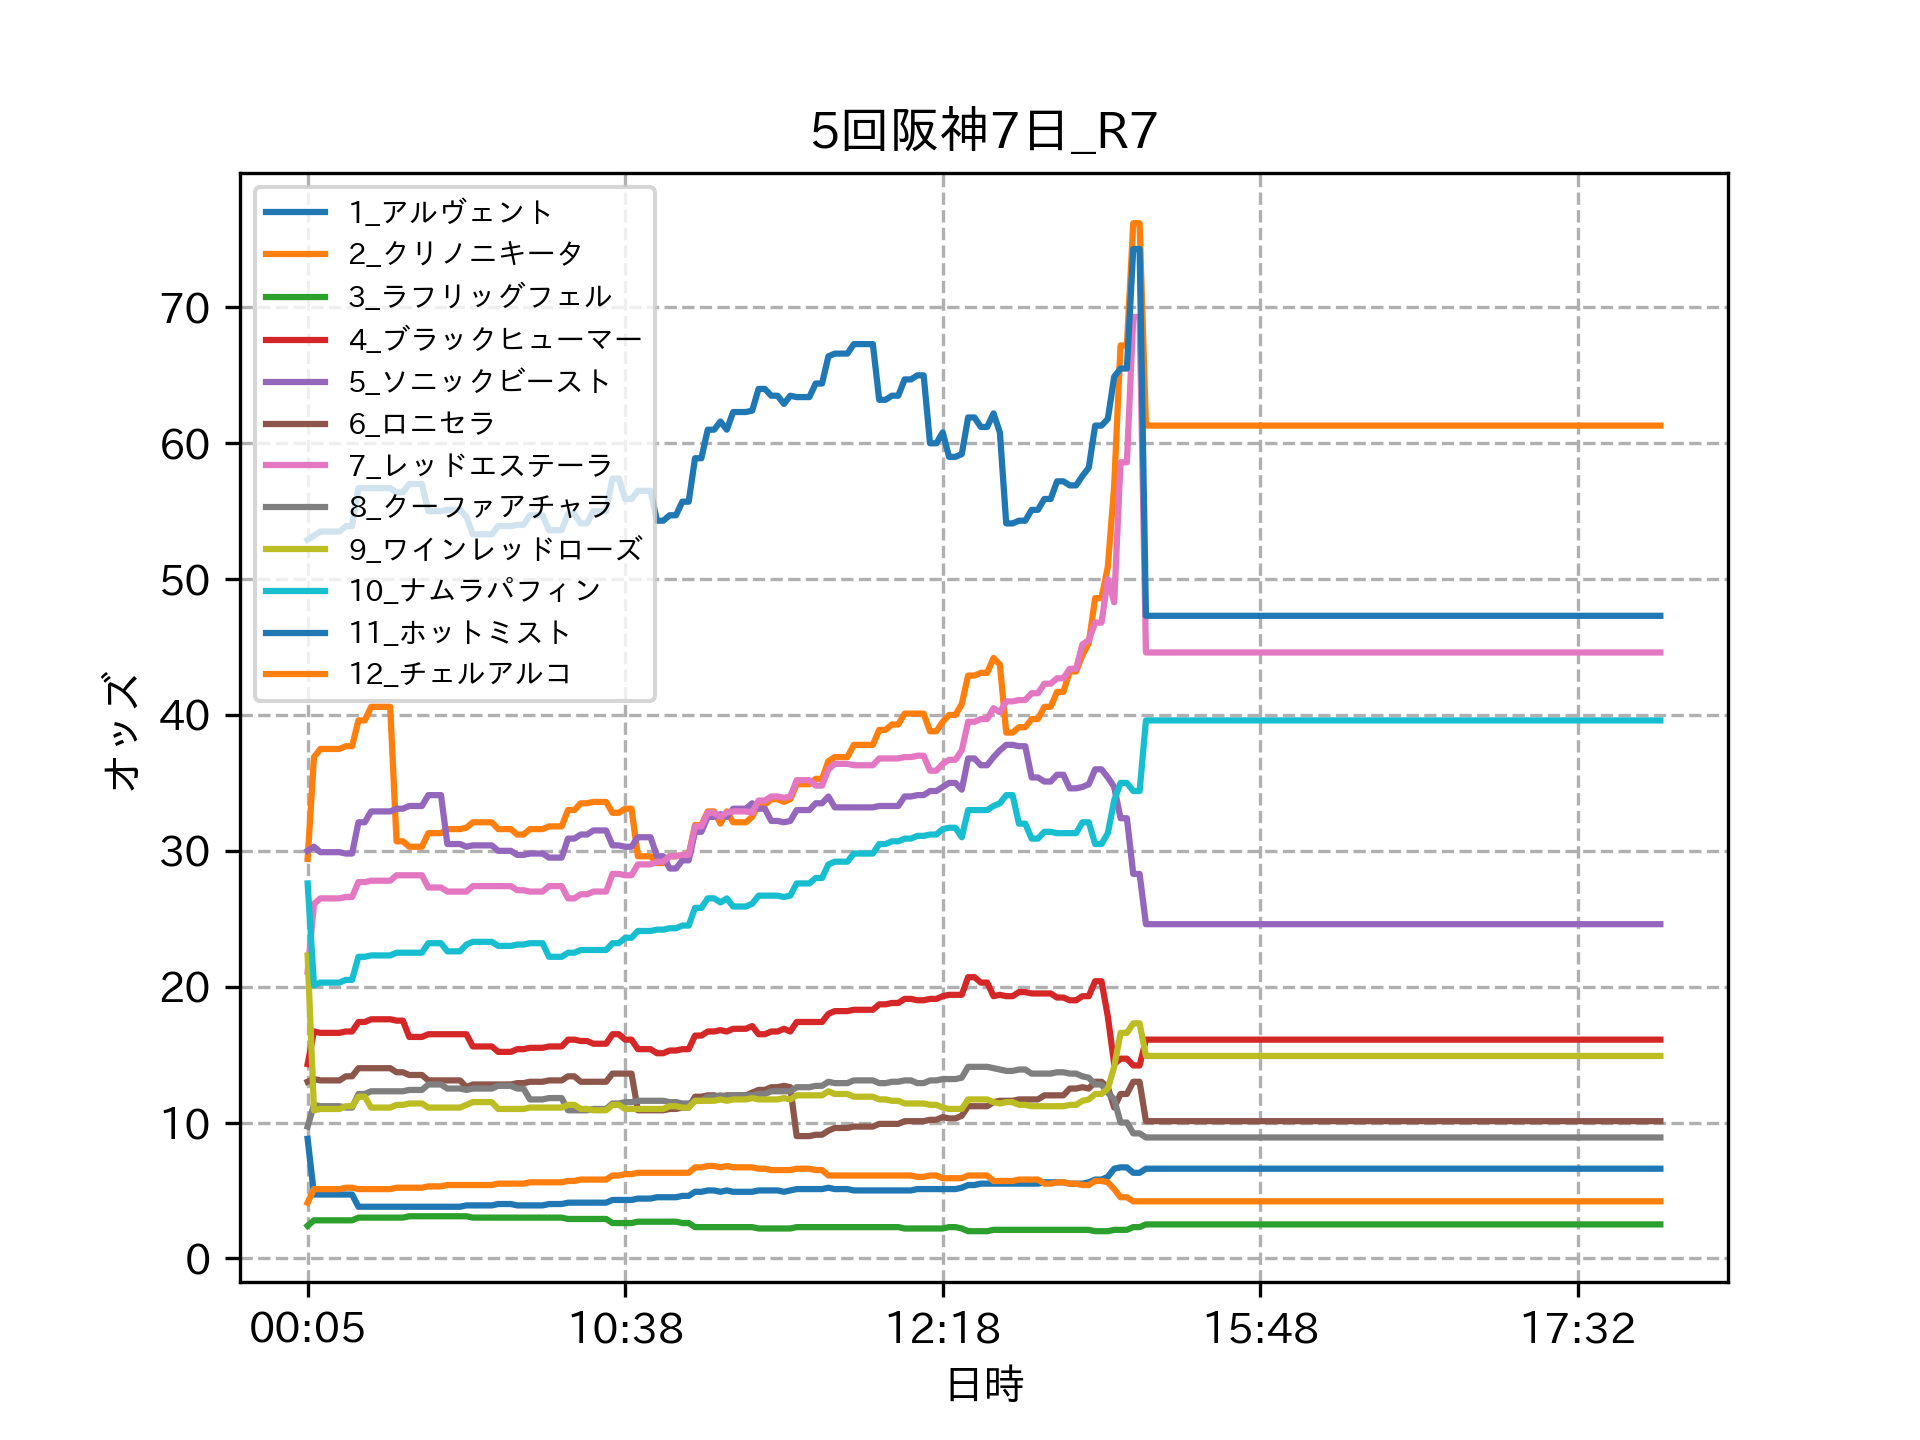 5回阪神7日_R7
1_アルヴェント
2_クリノニキータ
3_ラフリッグフェル
4_ブラックヒューマー
5_ソニックビースト
6_ロニセラ
7_レッドエステーラ
8_クーファアチャラ
9_ワインレッドローズ
10_ナムラパフィン
11_ホットミスト
12_チェルアルコ
オッズ
70
60
50
40
30
20
10
0
00:05 10:38 12:18 15:48 17:32
日時